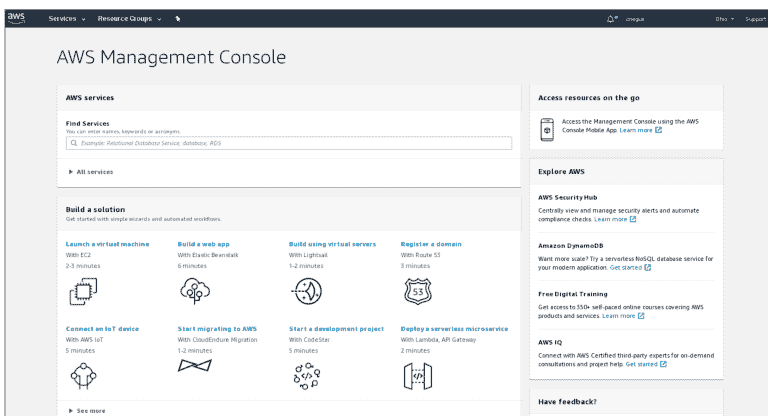 aws
Services
Resource Groups
cnegus
Ohio
Support
AWS Management Console
AWS services
Find Services
You can enter names, keywords or acronyms.
Example: Relational Database Service, database, RDS
All services
Build a solution
Get started with simple wizards and automated workflows.
Launch a virtual machine
With EC2
2-3 minutes
Build a web app
With Elastic Beanstalk
6 minutes
Build using virtual servers
With Lightsail
1-2 minutes
Register a domain
With Route 53
3 minutes
53
Connect an IoT device
With AWS IoT
5 minutes
Start migrating to AWS
With CloudEndure Migration
1-2 minutes
Start a development project
With CodeStar
5 minutes
Deploy a serverless microservice
With Lambda, API Gateway
2 minutes
See more
Access resources on the go
Access the Management Console using the AWS
Console Mobile App. Learn more
Explore AWS
AWS Security Hub
Centrally view and manage security alerts and automate
compliance checks. Learn more
Amazon DynamoDB
Want more scale? Try a serverless NoSQL database service for
your modern application. Get started
Free Digital Training
Get access to 350+ self-paced online courses covering AWS
products and services. Learn more
AWS IQ
Connect with AWS Certified third-party experts for on-demand
consultations and project help. Get started
Have feedback?